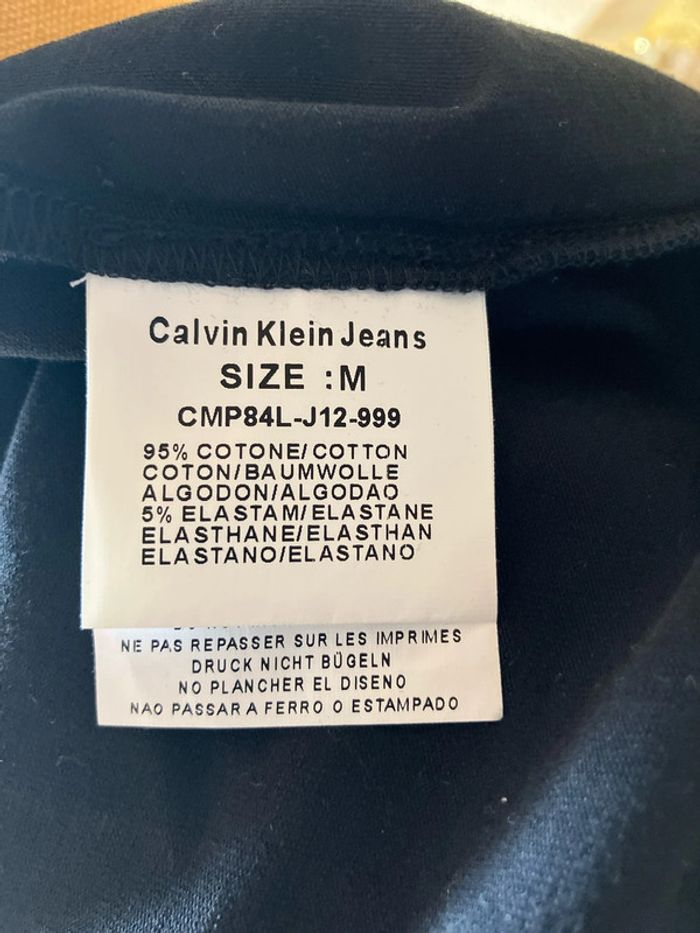 Calvin Klein Jeans
SIZE : M
CMP84L-J12-999
95% COTONE/COTTON
COTON/BAUMWOLLE
ALGODON/ALGODAO
5% ELASTAM/ELASTANE
ELASTHANE/ELASTHAN
ELASTANO/ELASTANO
NE PAS REPASSER SUR LES IMPRIMES
DRUCK NICHT BÜGELN
NO PLANCHER EL DISENO
NAO PASSAR A FERRO O ESTAMPADO